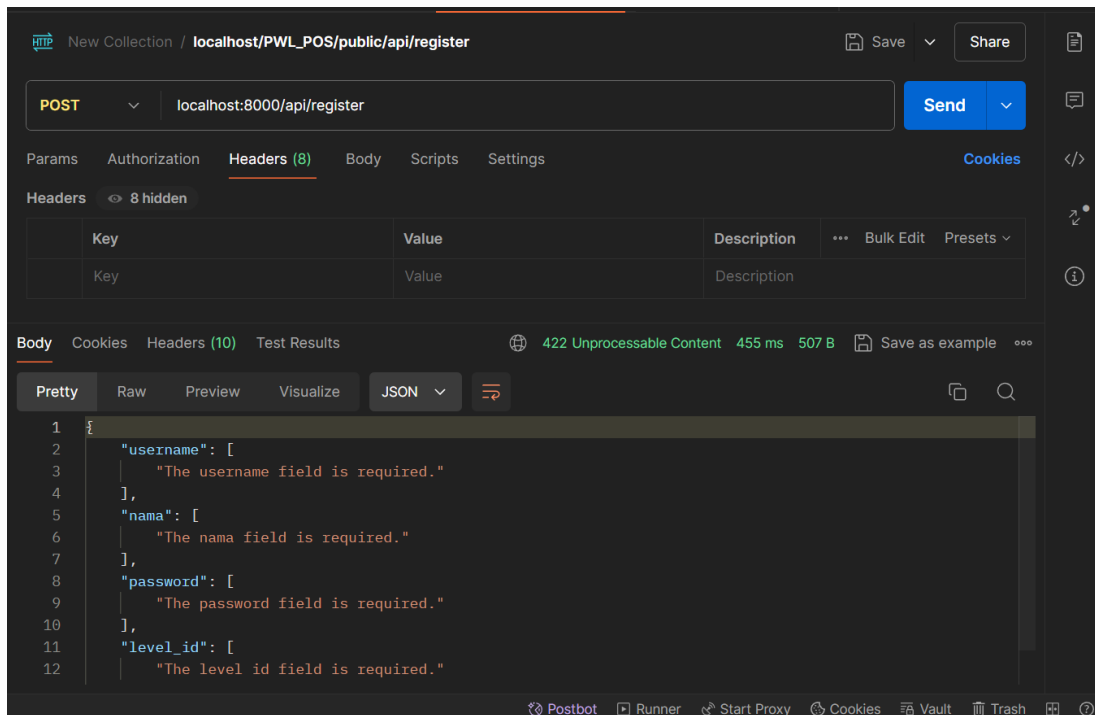 HTTP New Collection / localhost/PWL_POS/public/api/register Save Share
POST localhost:8000/api/register Send
Params Authorization Headers (8) Body Scripts Settings Cookies
Headers 8 hidden
Key Value Description Bulk Edit Presets
Key Value Description
Body Cookies Headers (10) Test Results 422 Unprocessable Content 455 ms 507 B Save as example
Pretty Raw Preview Visualize JSON
1 {
2 "username": [
3 "The username field is required."
4 ],
5 "nama": [
6 "The nama field is required."
7 ],
8 "password": [
9 "The password field is required."
10 ],
11 "level_id": [
12 "The level id field is required."
Postbot Runner Start Proxy Cookies Vault Trash